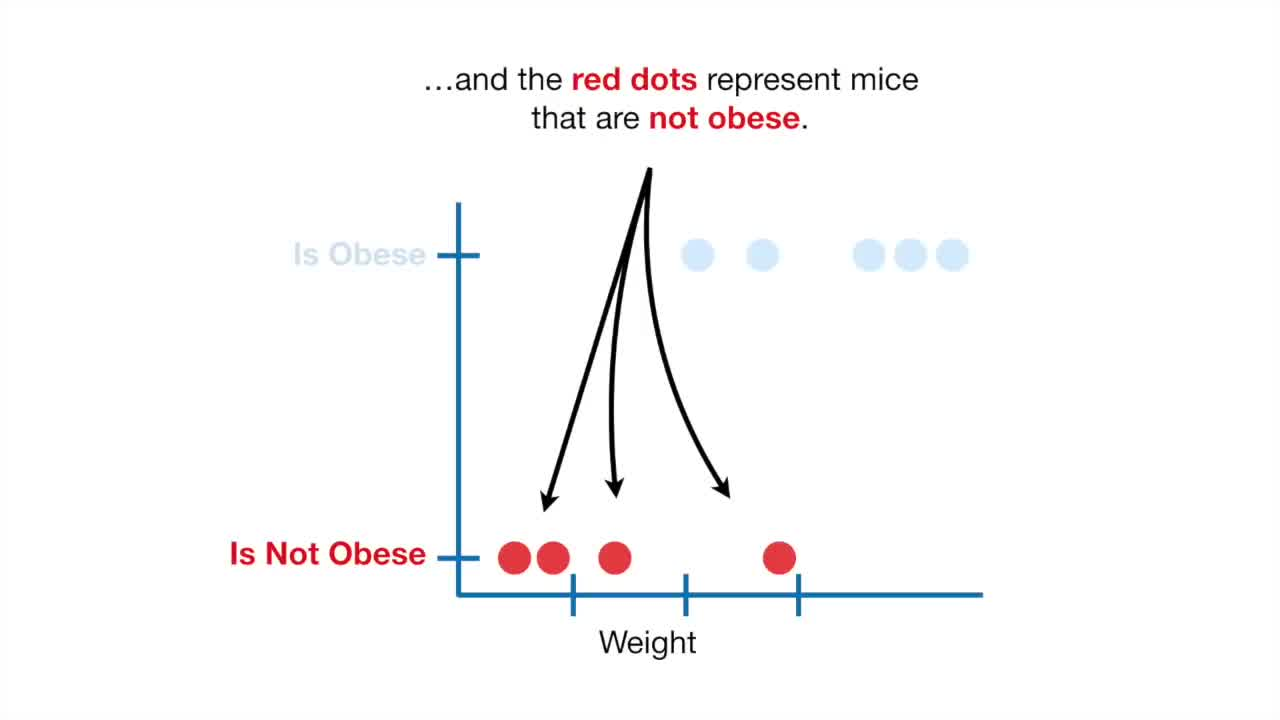 …and the red dots represent mice
that are not obese.
Is Obese
Is Not Obese
Weight